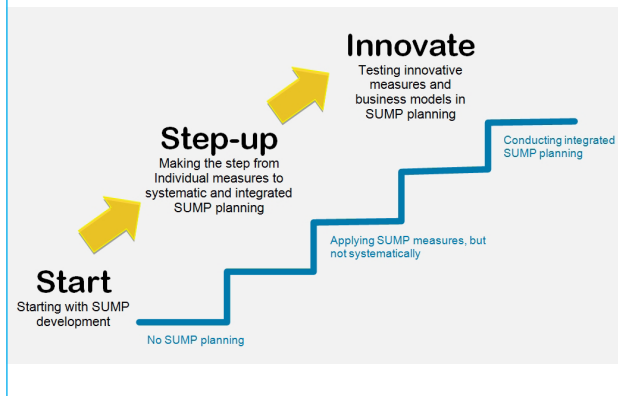 Innovate
Testing innovative
measures and
business models in
SUMP planning
Step-up
Making the step from
Individual measures to
systematic and integrated
SUMP planning
Start
Starting with SUMP
development
Conducting integrated
SUMP planning
Applying SUMP measures, but
not systematically
No SUMP planning